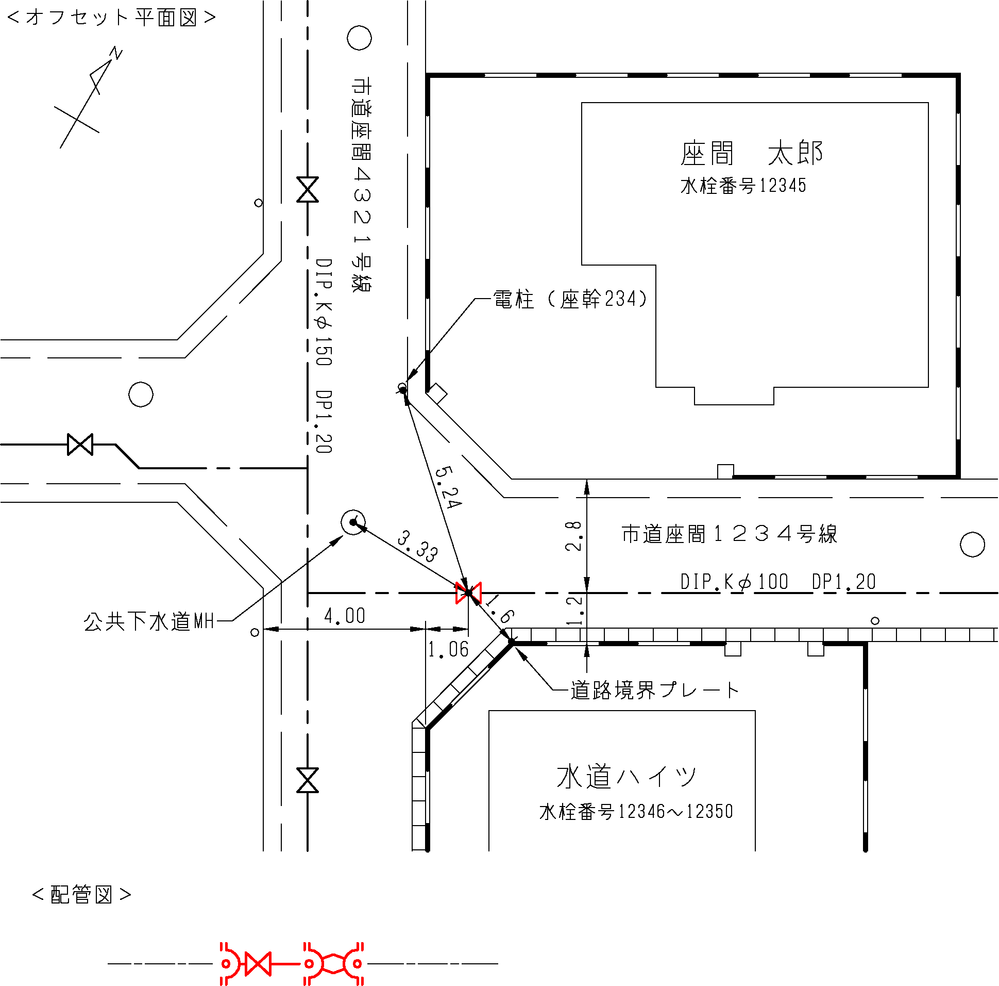 ＜オフセット平面図＞
N
市道座間４３２１号線
座間　太郎
水栓番号12345
DIP.Kφ150 DP1.20
電柱（座幹234）
5.24
3.33
2.8
市道座間１２３４号線
DIP.Kφ100 DP1.20
公共下水道MH
4.00
1.06
1.6
1.2
道路境界プレート
水道ハイツ
水栓番号12346～12350
＜配管図＞